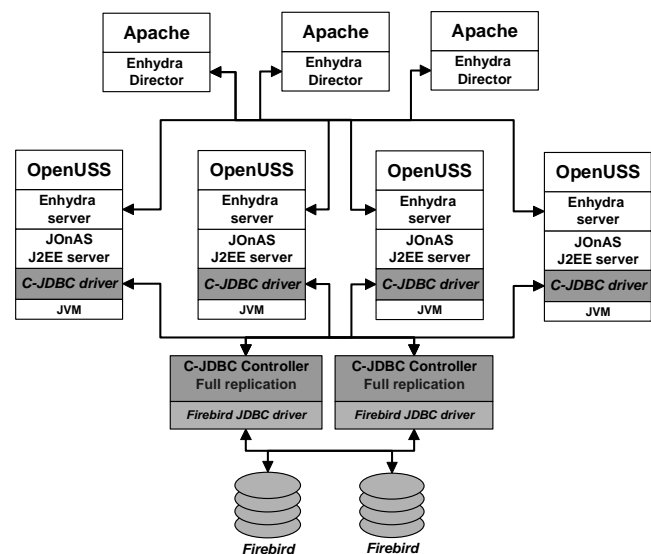 Apache
Enhydra
Director
Apache
Enhydra
Director
Apache
Enhydra
Director
OpenUSS
Enhydra
server
JOnAS
J2EE server
C-JDBC driver
JVM
OpenUSS
Enhydra
server
JOnAS
J2EE server
C-JDBC driver
JVM
OpenUSS
Enhydra
server
JOnAS
J2EE server
C-JDBC driver
JVM
OpenUSS
Enhydra
server
JOnAS
J2EE server
C-JDBC driver
JVM
C-JDBC Controller
Full replication
Firebird JDBC driver
C-JDBC Controller
Full replication
Firebird JDBC driver
Firebird
Firebird